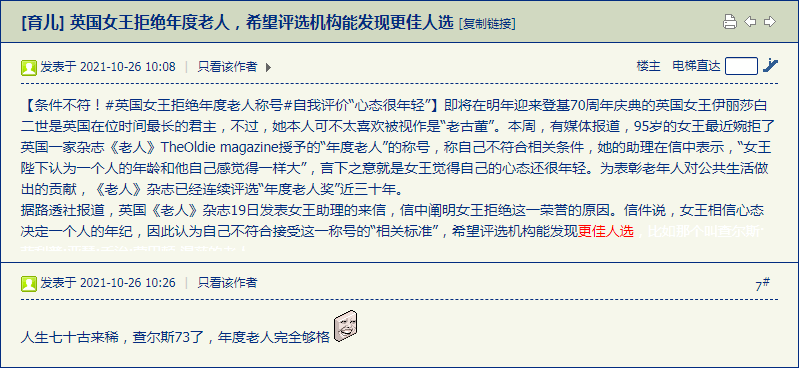 [育儿] 英国女王拒绝年度老人，希望评选机构能发现更佳人选 [复制链接]
发表于 2021-10-26 10:08 | 只看该作者
楼主 电梯直达
【条件不符！#英国女王拒绝年度老人称号#自我评价“心态很年轻”】即将在明年迎来登基70周年庆典的英国女王伊丽莎白
二世是英国在位时间最长的君主，不过，她本人可不太喜欢被视作是“老古董”。本周，有媒体报道，95岁的女王最近婉拒了
英国一家杂志《老人》TheOldie magazine授予的“年度老人”的称号，称自己不符合相关条件，她的助理在信中表示，“女王
陛下认为一个人的年龄和他自己感觉得一样大”，言下之意就是女王觉得自己的心态还很年轻。为表彰老年人对公共生活做
出的贡献，《老人》杂志已经连续评选“年度老人奖”近三十年。
据路透社报道，英国《老人》杂志19日发表女王助理的来信，信中阐明女王拒绝这一荣誉的原因。信件说，女王相信心态
决定一个人的年纪，因此认为自己不符合接受这一称号的“相关标准”，希望评选机构能发现更佳人选，比如那个叫查尔斯
发表于 2021-10-26 10:26 | 只看该作者
7#
人生七十古来稀，查尔斯73了，年度老人完全够格